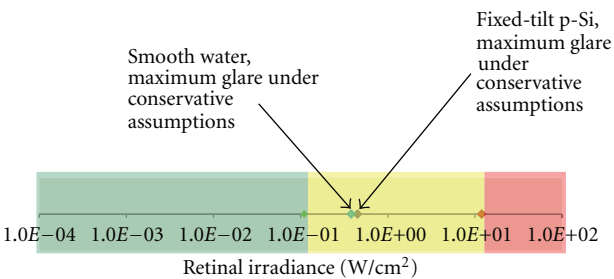 Fixed-tilt p-Si,
maximum glare
under
conservative
assumptions
Smooth water,
maximum glare under
conservative
assumptions
1.0E−04 1.0E−03 1.0E−02 1.0E−01 1.0E+00 1.0E+01 1.0E+02
Retinal irradiance (W/cm²)